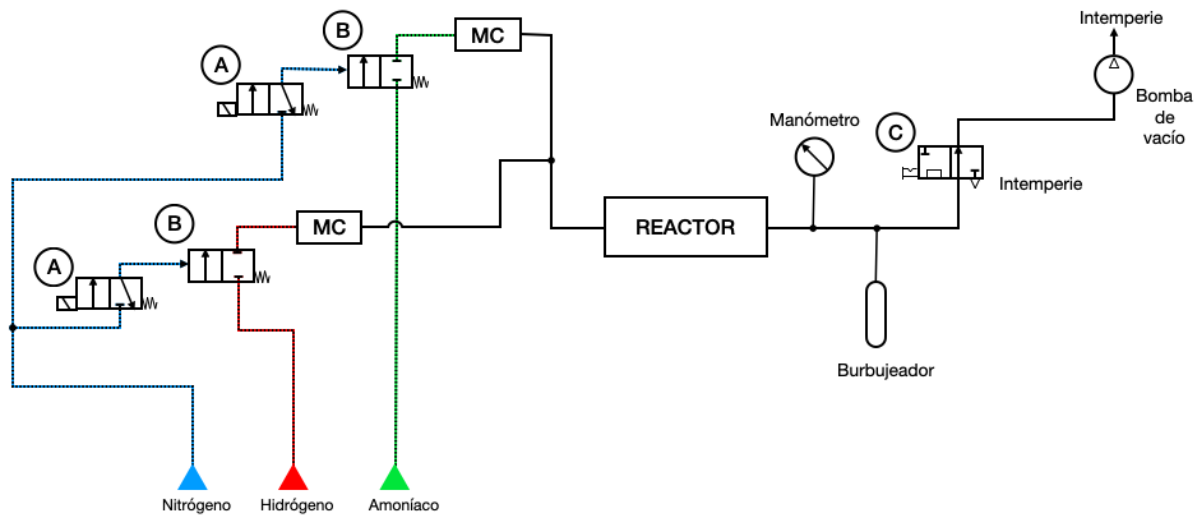 Intemperie
B
MC
A
Bomba
de
vacío
Manómetro
C
Intemperie
B
MC
REACTOR
A
Burbujeador
Nitrógeno
Hidrógeno
Amoníaco